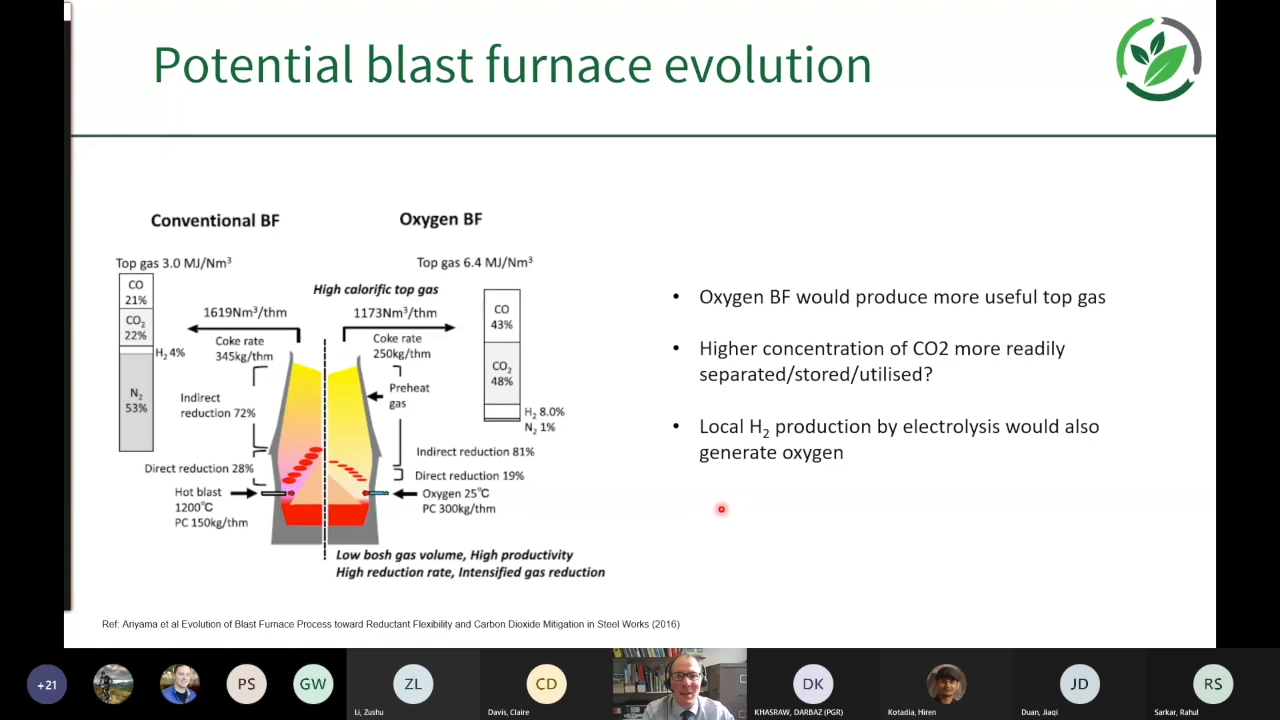 Potential blast furnace evolution
Conventional BF
Oxygen BF
Top gas 3.0 MJ/Nm³
Top gas 6.4 MJ/Nm³
CO
21%
CO₂
22%
H₂ 4%
N₂
53%
High calorific top gas
1619Nm³/thm
1173Nm³/thm
Coke rate
345kg/thm
Coke rate
250kg/thm
CO
43%
CO₂
48%
H₂ 8.0%
N₂ 1%
Preheat
gas
Indirect
reduction 72%
Indirect reduction 81%
Direct reduction 28%
Direct reduction 19%
Hot blast
1200℃
PC 150kg/thm
Oxygen 25℃
PC 300kg/thm
Low bosh gas volume, High productivity
High reduction rate, Intensified gas reduction
• Oxygen BF would produce more useful top gas
• Higher concentration of CO2 more readily
separated/stored/utilised?
• Local H₂ production by electrolysis would also
generate oxygen
Ref: Ariyama et al Evolution of Blast Furnace Process toward Reductant Flexibility and Carbon Dioxide Mitigation in Steel Works (2016)
+21
PS
GW
ZL
Li, Zushu
CD
Davis, Claire
DK
KHASRAW, DARBAZ (PGR)
Kotadia, Hiren
JD
Duan, Jiaqi
RS
Sarkar, Rahul